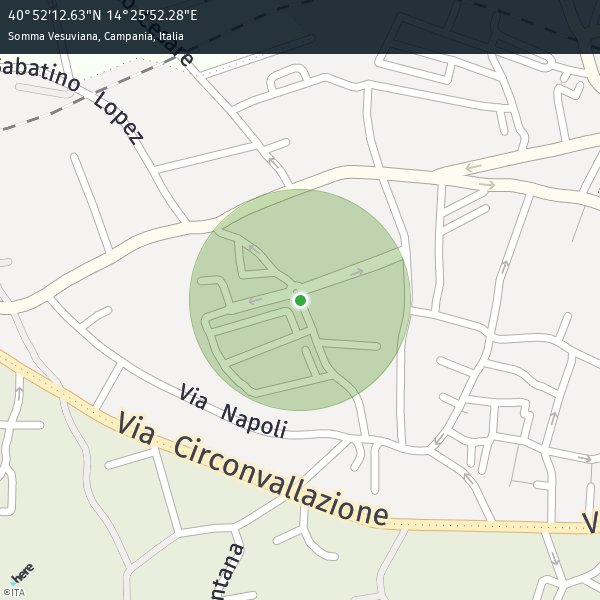 40°52'12.63"N 14°25'52.28"E
Somma Vesuviana, Campania, Italia
Lopez
Via Napoli
Via Circonvallazione
here
©ITA